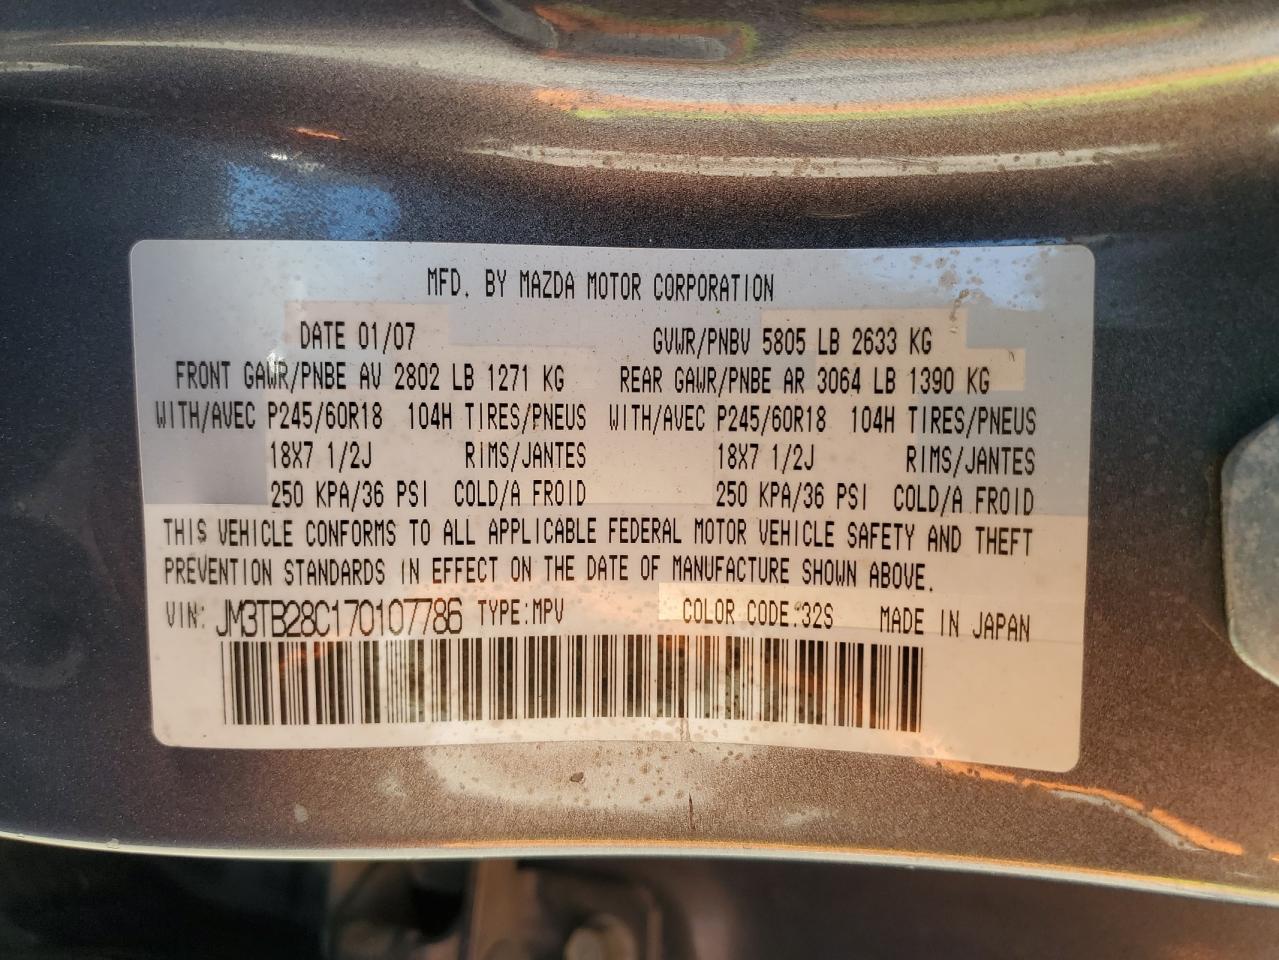 MFD. BY MAZDA MOTOR CORPORATION
DATE 01/07 GVWR/PNBV 5805 LB 2633 KG
FRONT GAWR/PNBE AV 2802 LB 1271 KG REAR GAWR/PNBE AR 3064 LB 1390 KG
WITH/AVEC P245/60R18 104H TIRES/PNEUS WITH/AVEC P245/60R18 104H TIRES/PNEUS
18X7 1/2J RIMS/JANTES 18X7 1/2J RIMS/JANTES
250 KPA/36 PSI COLD/A FROID 250 KPA/36 PSI COLD/A FROID
THIS VEHICLE CONFORMS TO ALL APPLICABLE FEDERAL MOTOR VEHICLE SAFETY AND THEFT
PREVENTION STANDARDS IN EFFECT ON THE DATE OF MANUFACTURE SHOWN ABOVE.
VIN: JM3TB28C170107786 TYPE:MPV COLOR CODE:32S MADE IN JAPAN